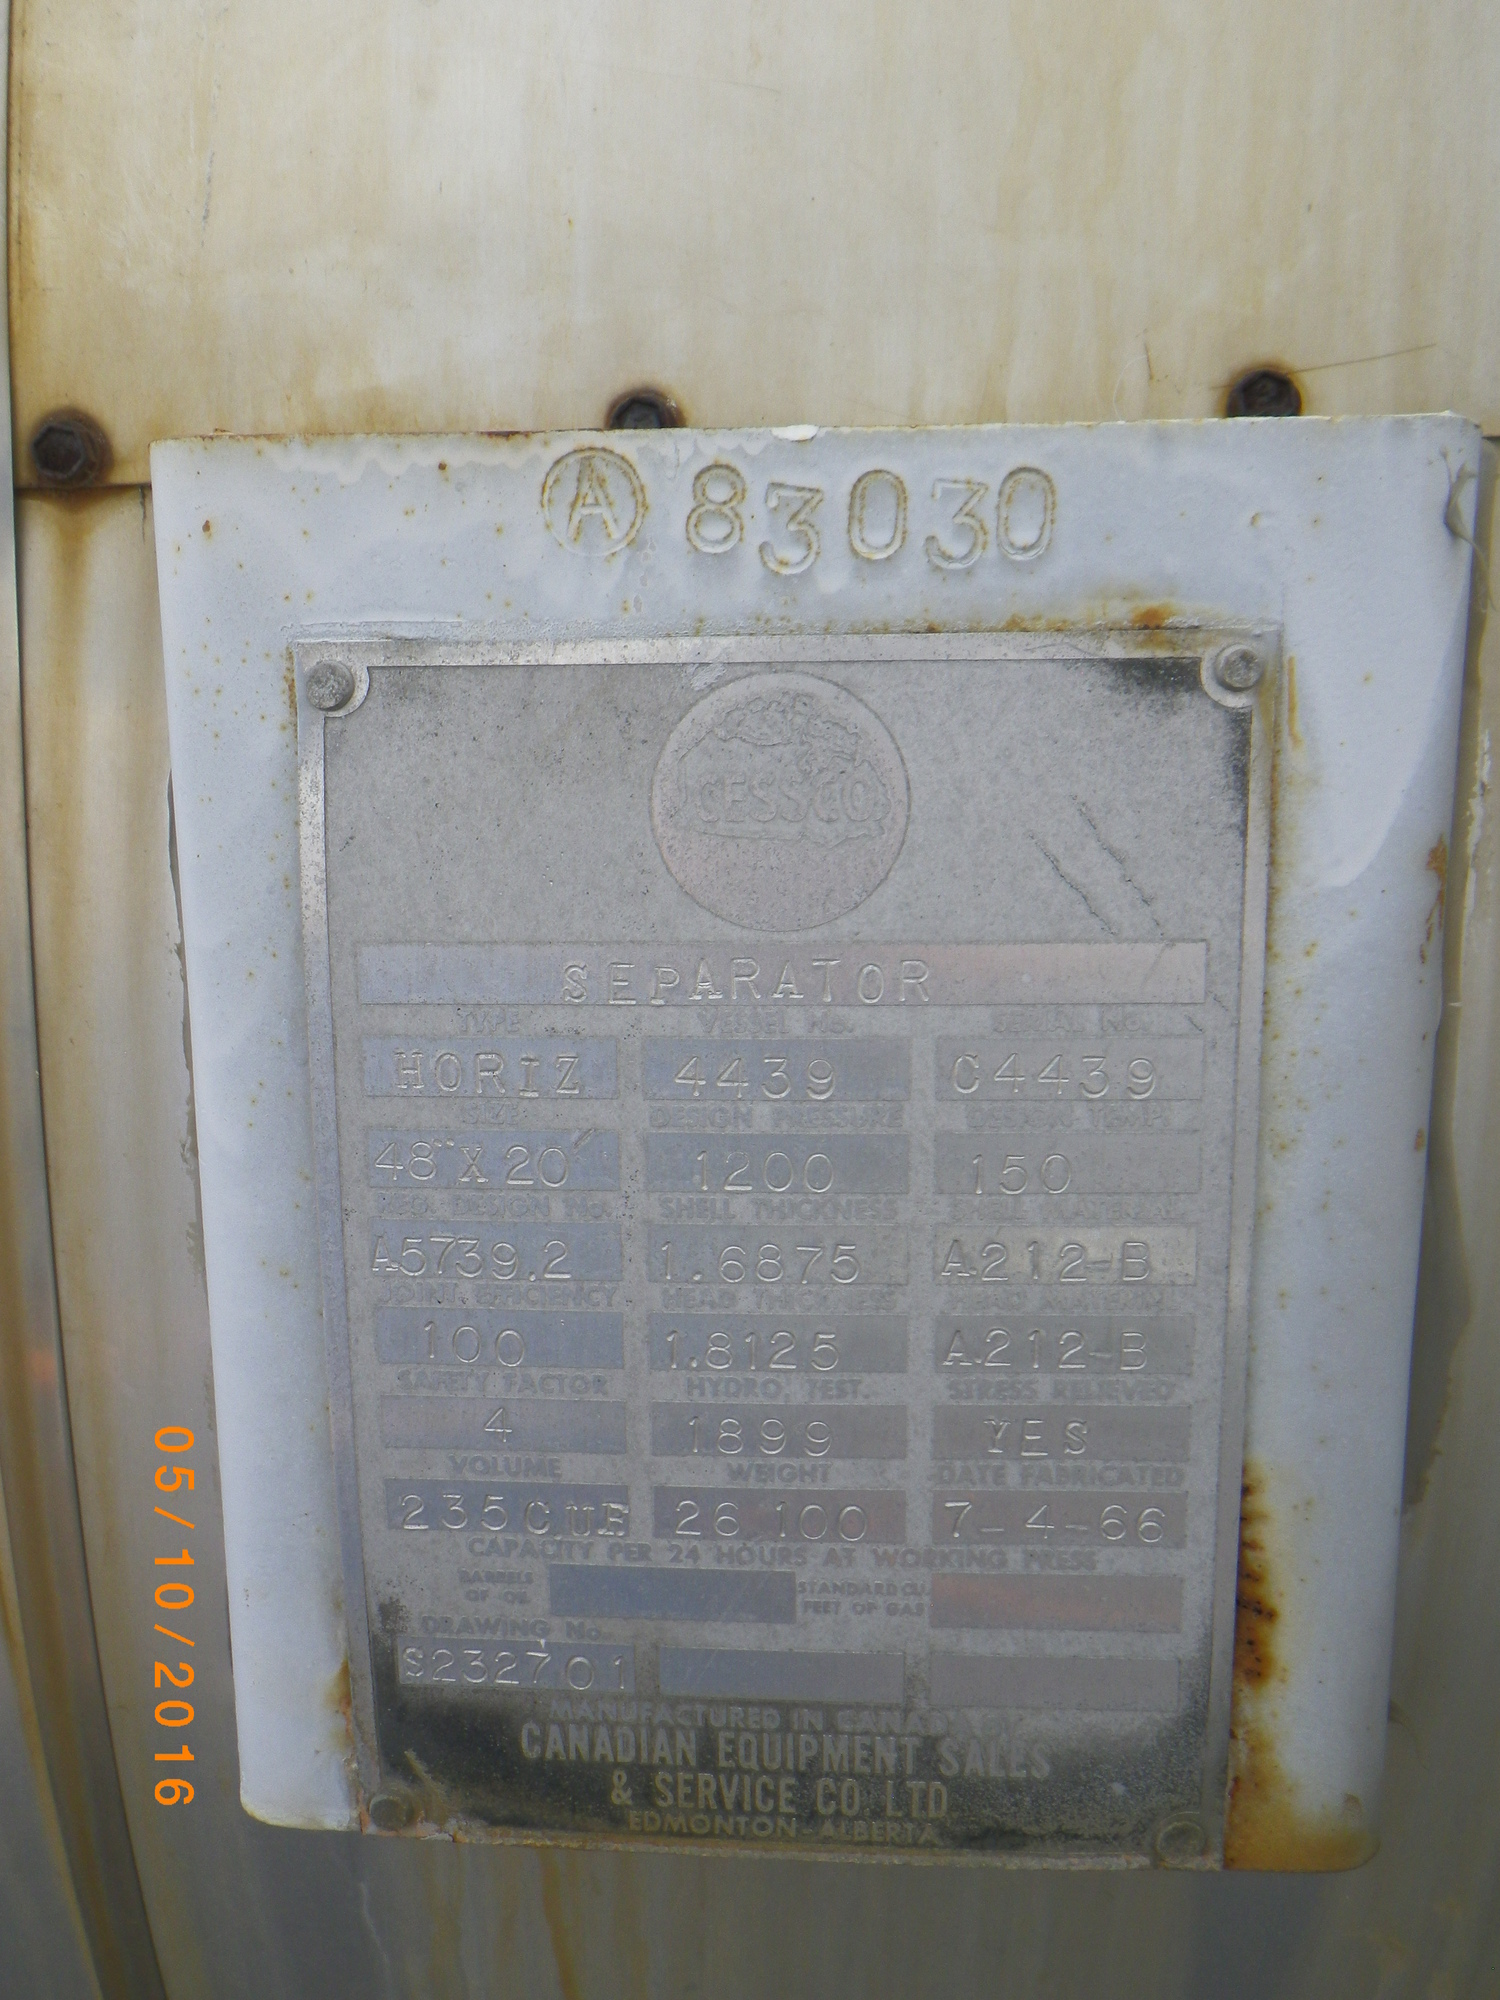 A 83030
CESSCO
SEPARATOR
TYPE VESSEL No. SERIAL No.
HORIZ 4439 C4439
SIZE DESIGN PRESSURE DESIGN TEMP.
48"X20' 1200 150
REG. DESIGN No. SHELL THICKNESS SHELL MATERIAL
A5739.2 1.6875 A212-B
JOINT EFFICIENCY HEAD THICKNESS HEAD MATERIAL
100 1.8125 A212-B
SAFETY FACTOR HYDRO. TEST. STRESS RELIEVED
4 1899 YES
VOLUME WEIGHT DATE FABRICATED
235CUF 26 100 7-4-66
CAPACITY PER 24 HOURS AT WORKING PRESS
BARRELS OF OIL STANDARD CU. FEET OF GAS
DRAWING No.
S232701
MANUFACTURED IN CANADA
CANADIAN EQUIPMENT SALES
& SERVICE CO. LTD.
EDMONTON-ALBERTA
05/10/2016